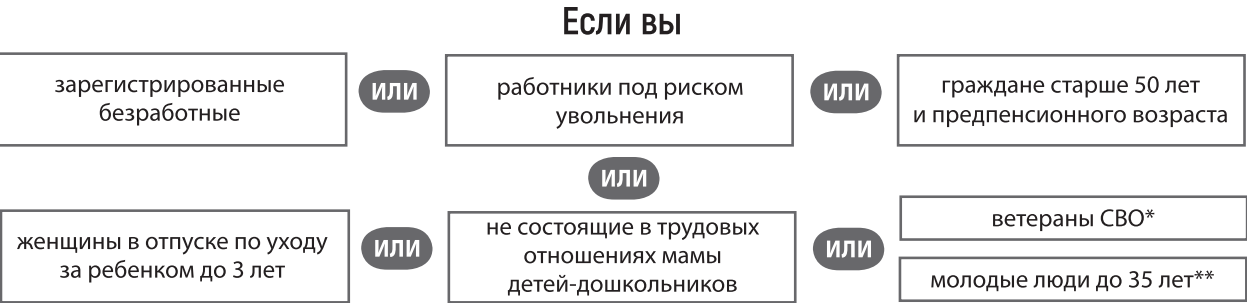 Если вы
зарегистрированные
безработные
ИЛИ
работники под риском
увольнения
ИЛИ
граждане старше 50 лет
и предпенсионного возраста
ИЛИ
женщины в отпуске по уходу
за ребенком до 3 лет
ИЛИ
не состоящие в трудовых
отношениях мамы
детей-дошкольников
ИЛИ
ветераны СВО*
молодые люди до 35 лет**